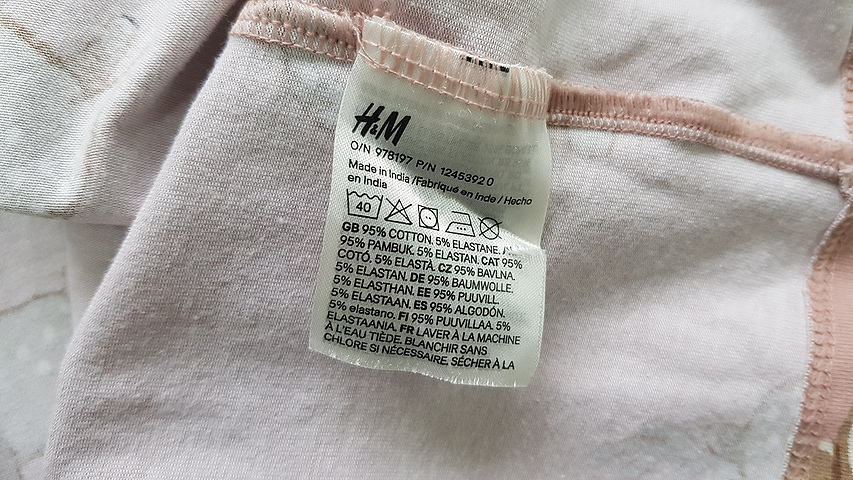 H&M
O/N 978197 P/N 1245392 0
Made in India /Fabriqué en Inde / Hecho
en India
40
GB 95% COTTON. 5% ELASTANE.
95% PAMBUK. 5% ELASTAN. CAT 95%
COTÓ. 5% ELASTÀ. CZ 95% BAVLNA.
5% ELASTAN. DE 95% BAUMWOLLE.
5% ELASTHAN. EE 95% PUUVILL.
5% ELASTAAN. ES 95% ALGODÓN.
5% elastano. FI 95% PUUVILLAA. 5%
ELASTAANIA. FR LAVER À LA MACHINE
À L'EAU TIÈDE. BLANCHIR SANS
CHLORE SI NÉCESSAIRE. SÉCHER À LA